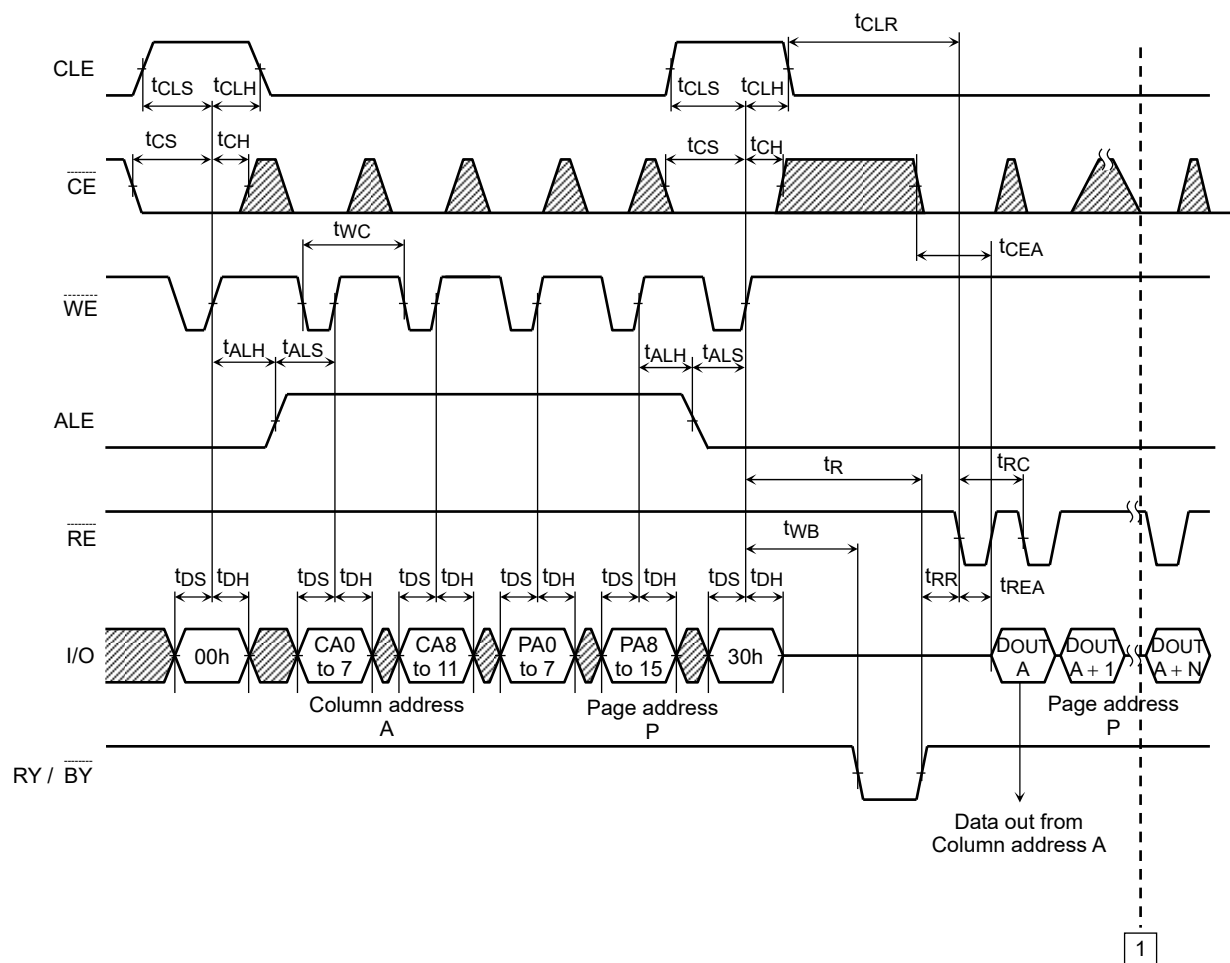 tCLR
CLE
tCLS tCLH tCLS tCLH
tCS tCH tCS tCH
CE
tWC
tCEA
WE
tALH tALS tALH tALS
ALE
tR tRC
RE
tWB
tDS tDH tDS tDH tDS tDH tDS tDH tDS tDH tDS tDH tRR tREA
I/O
00h
CA0 to 7
CA8 to 11
PA0 to 7
PA8 to 15
30h
DOUT A
DOUT A + 1
DOUT A + N
Column address
A
Page address
P
Page address
P
RY / BY
Data out from
Column address A
1